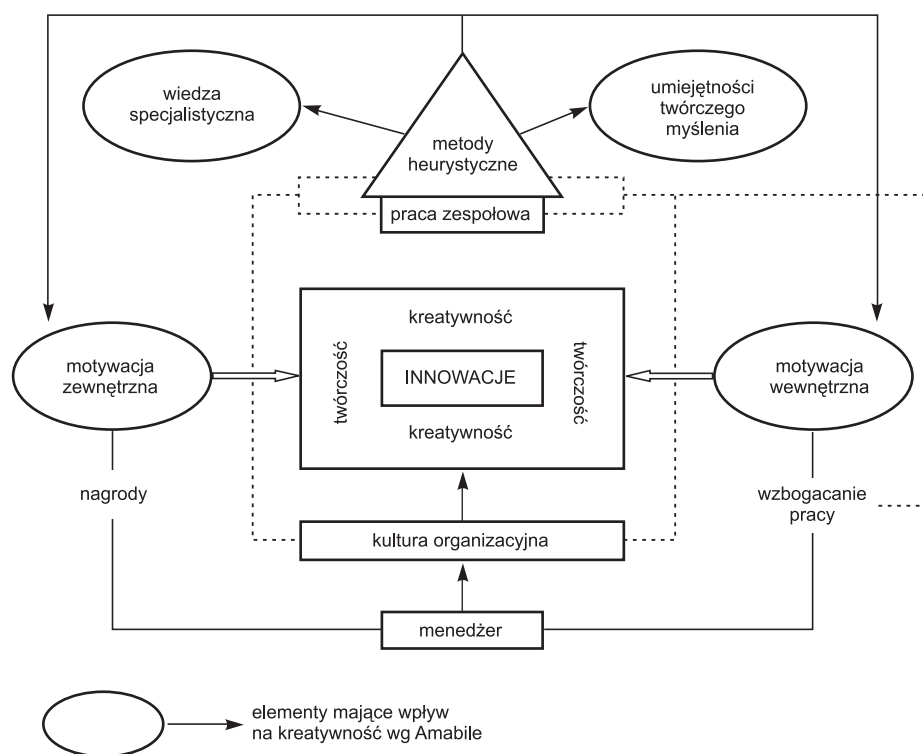 wiedza
specjalistyczna
umiejętności
twórczego
myślenia
metody
heurystyczne
praca zespołowa
kreatywność
twórczość
INNOWACJE
twórczość
kreatywność
motywacja
zewnętrzna
motywacja
wewnętrzna
nagrody
wzbogacanie
pracy
kultura organizacyjna
menedżer
elementy mające wpływ
na kreatywność wg Amabile